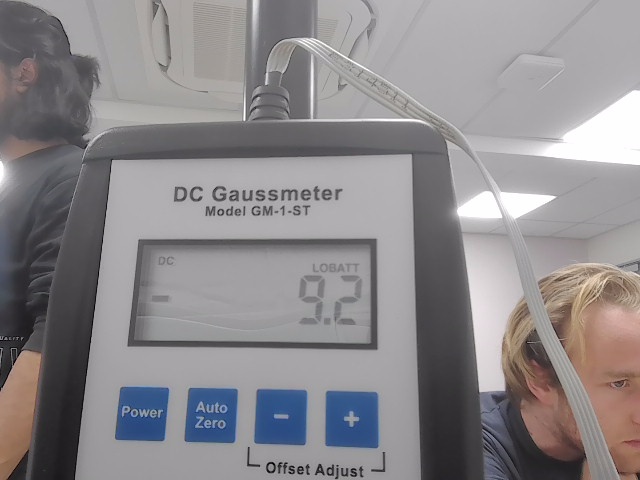 DC Gaussmeter
Model GM-1-ST
DC
LOBATT
- 9.2
Power
Auto
Zero
-
+
Offset Adjust